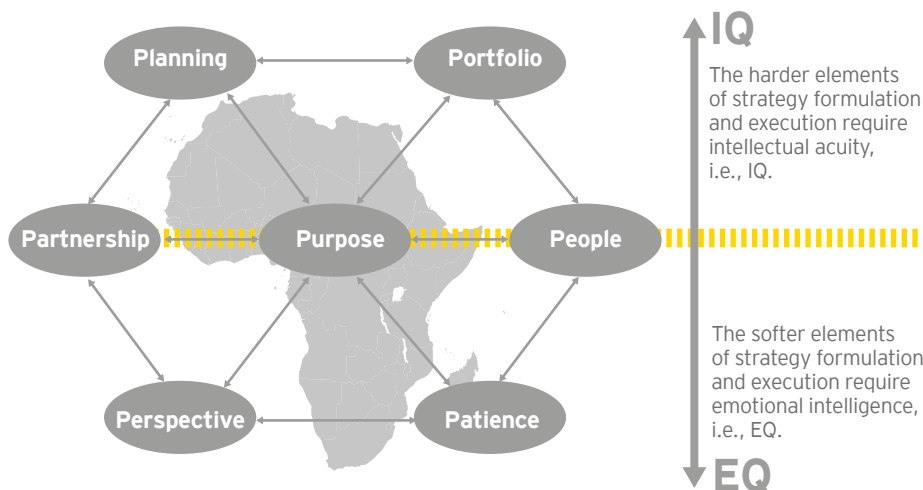 Planning
Portfolio
Partnership
Purpose
People
Perspective
Patience
IQ
The harder elements
of strategy formulation
and execution require
intellectual acuity,
i.e., IQ.
The softer elements
of strategy formulation
and execution require
emotional intelligence,
i.e., EQ.
EQ